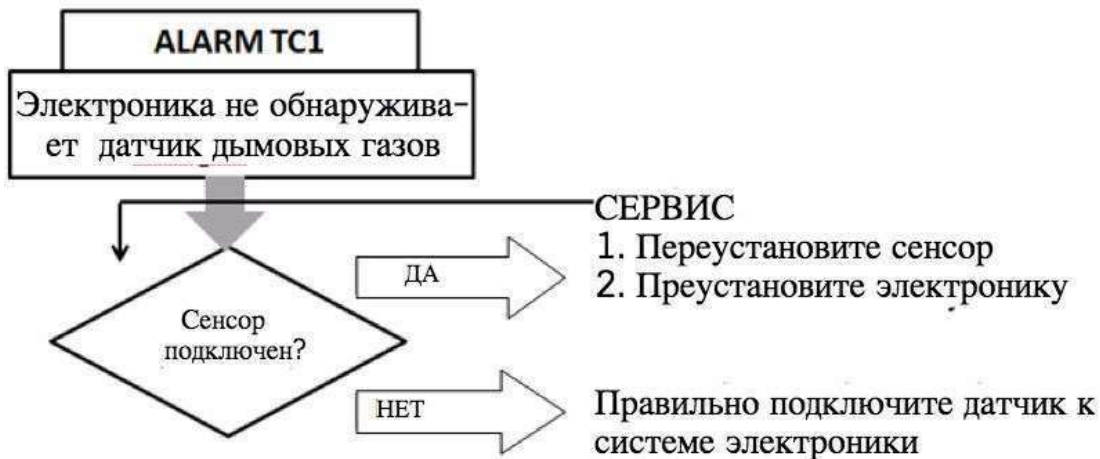 ALARM TC1
Электроника не обнаружива-
ет датчик дымовых газов
СЕРВИС
1. Переустановите сенсор
2. Преустановите электронику
ДА
Сенсор
подключен?
НЕТ
Правильно подключите датчик к
системе электроники